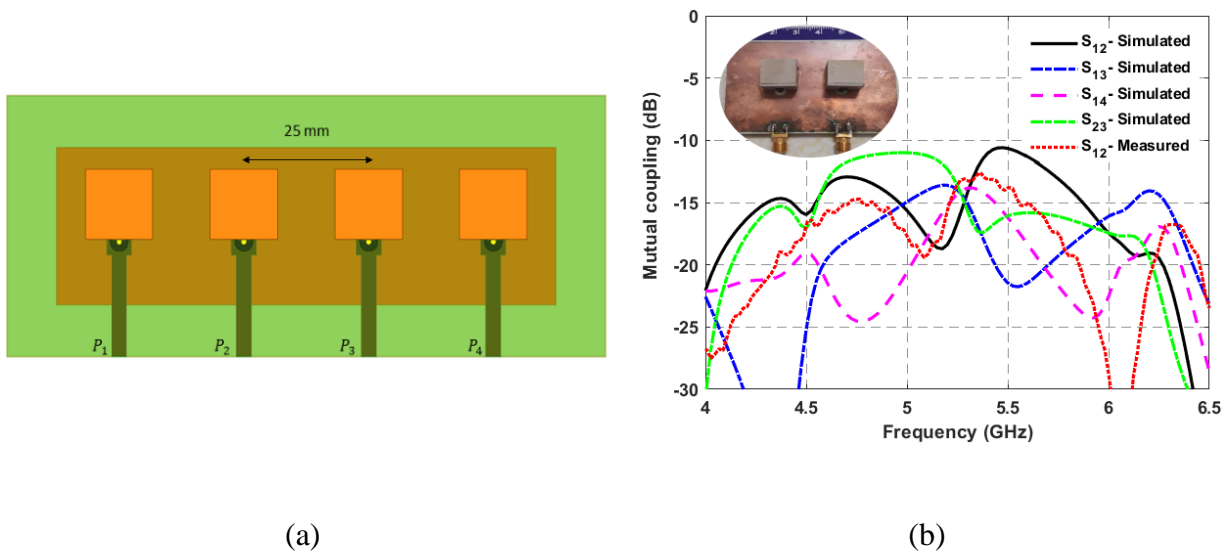 25 mm
P1
P2
P3
P4
(a)
Mutual coupling (dB)
0
-5
-10
-15
-20
-25
-30
4
4.5
5
5.5
6
6.5
Frequency (GHz)
S12- Simulated
S13- Simulated
S14- Simulated
S23- Simulated
S12- Measured
(b)